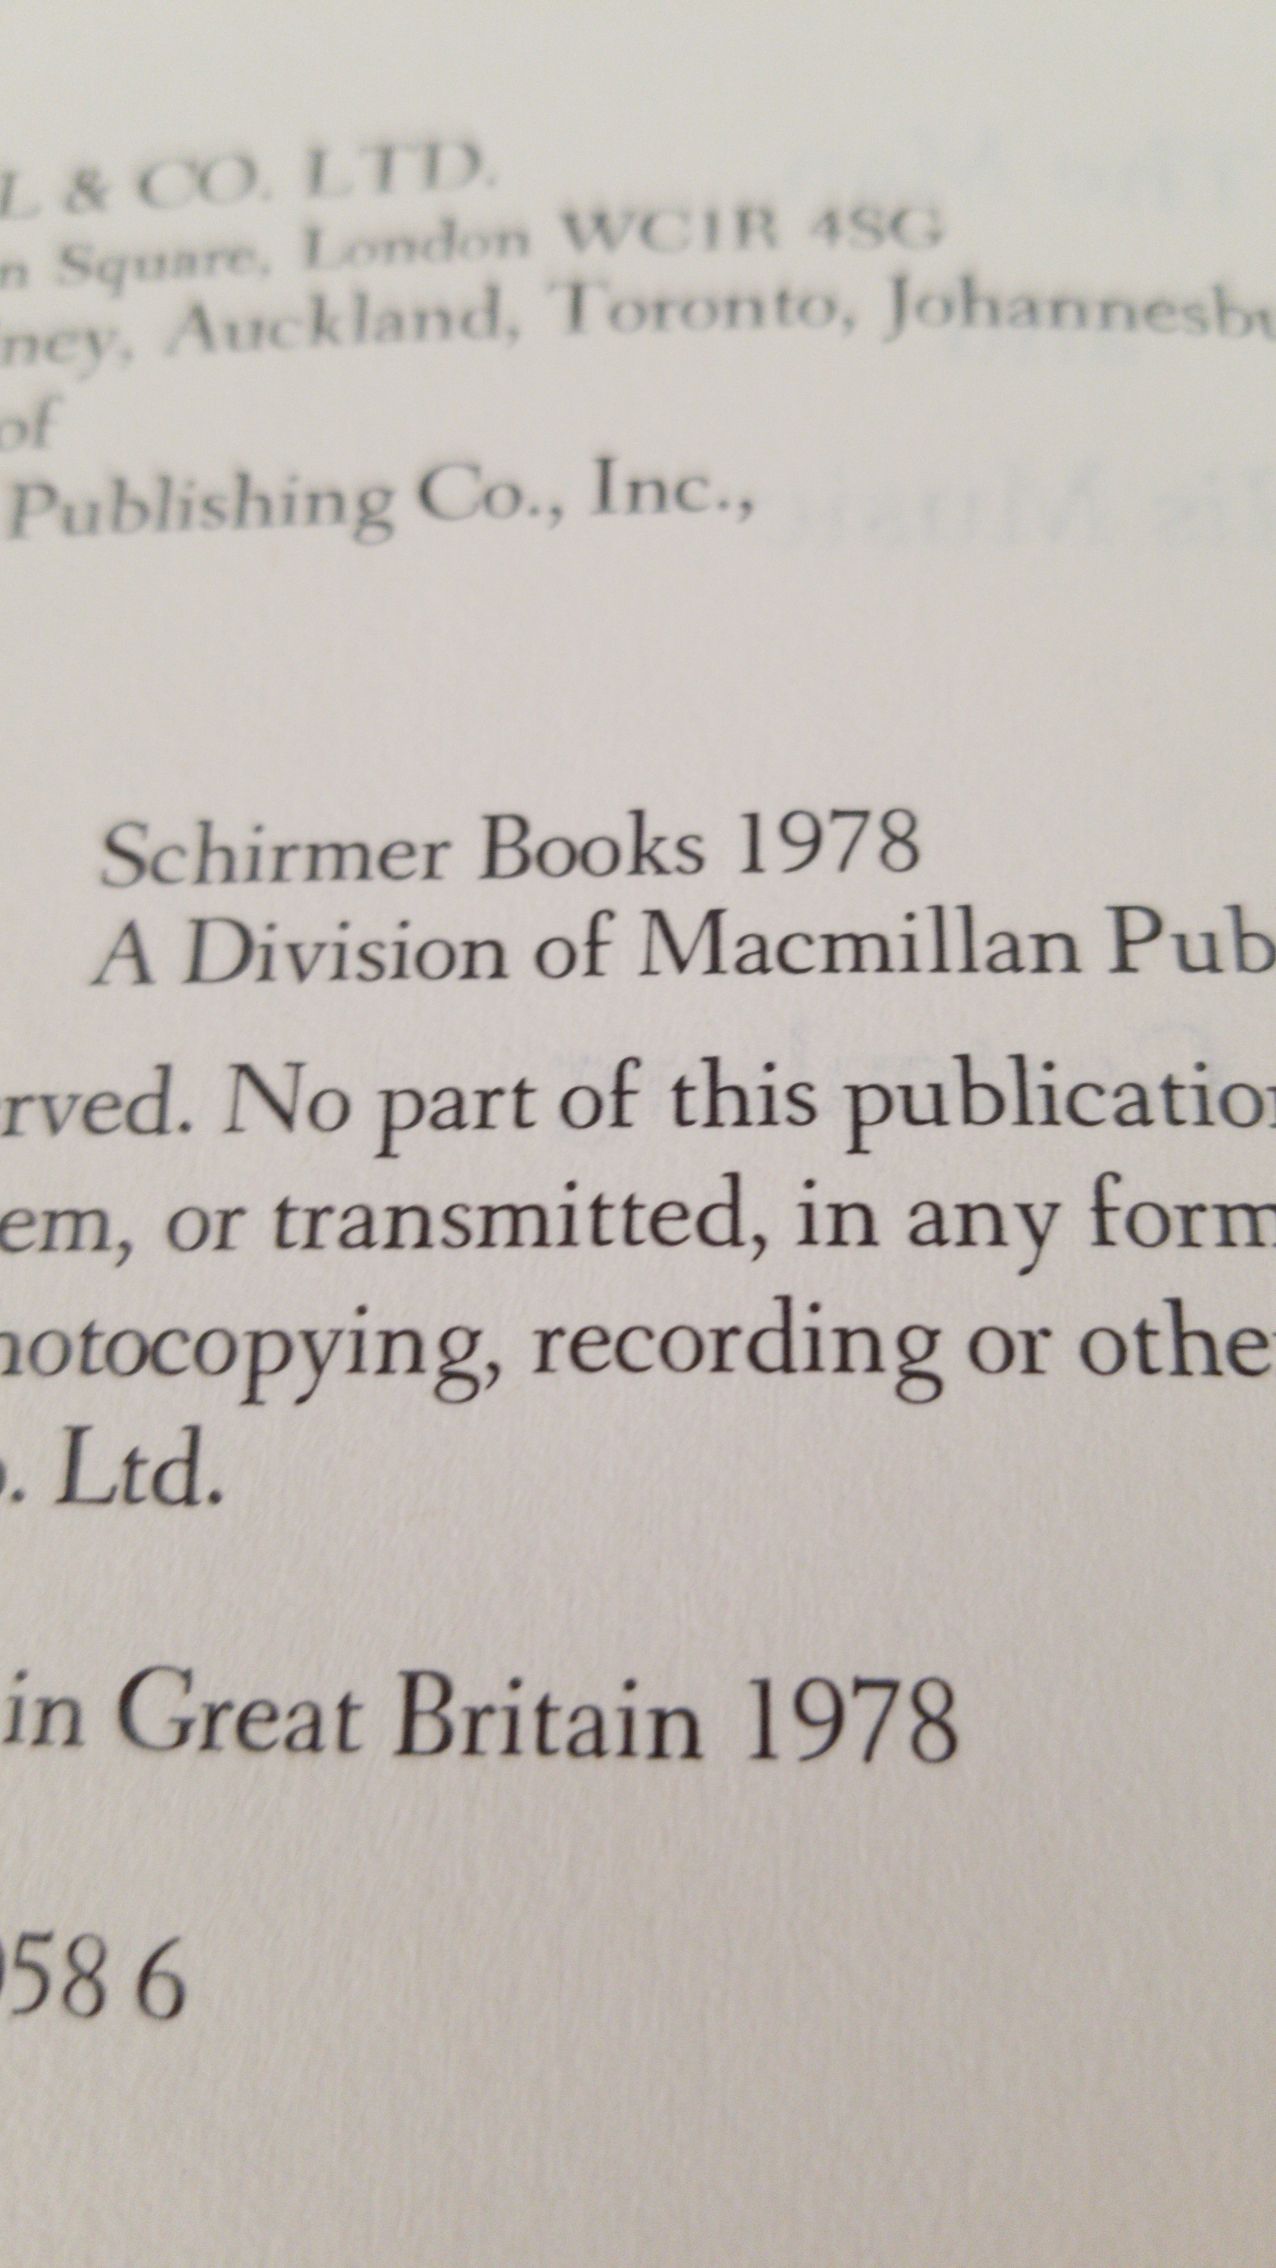 L & CO. LTD.
n Square, London WC1R 4SG
ney, Auckland, Toronto, Johannesbu
of
Publishing Co., Inc.,
Schirmer Books 1978
A Division of Macmillan Pub
rved. No part of this publicatio
em, or transmitted, in any form
hotocopying, recording or othe
. Ltd.
in Great Britain 1978
058 6